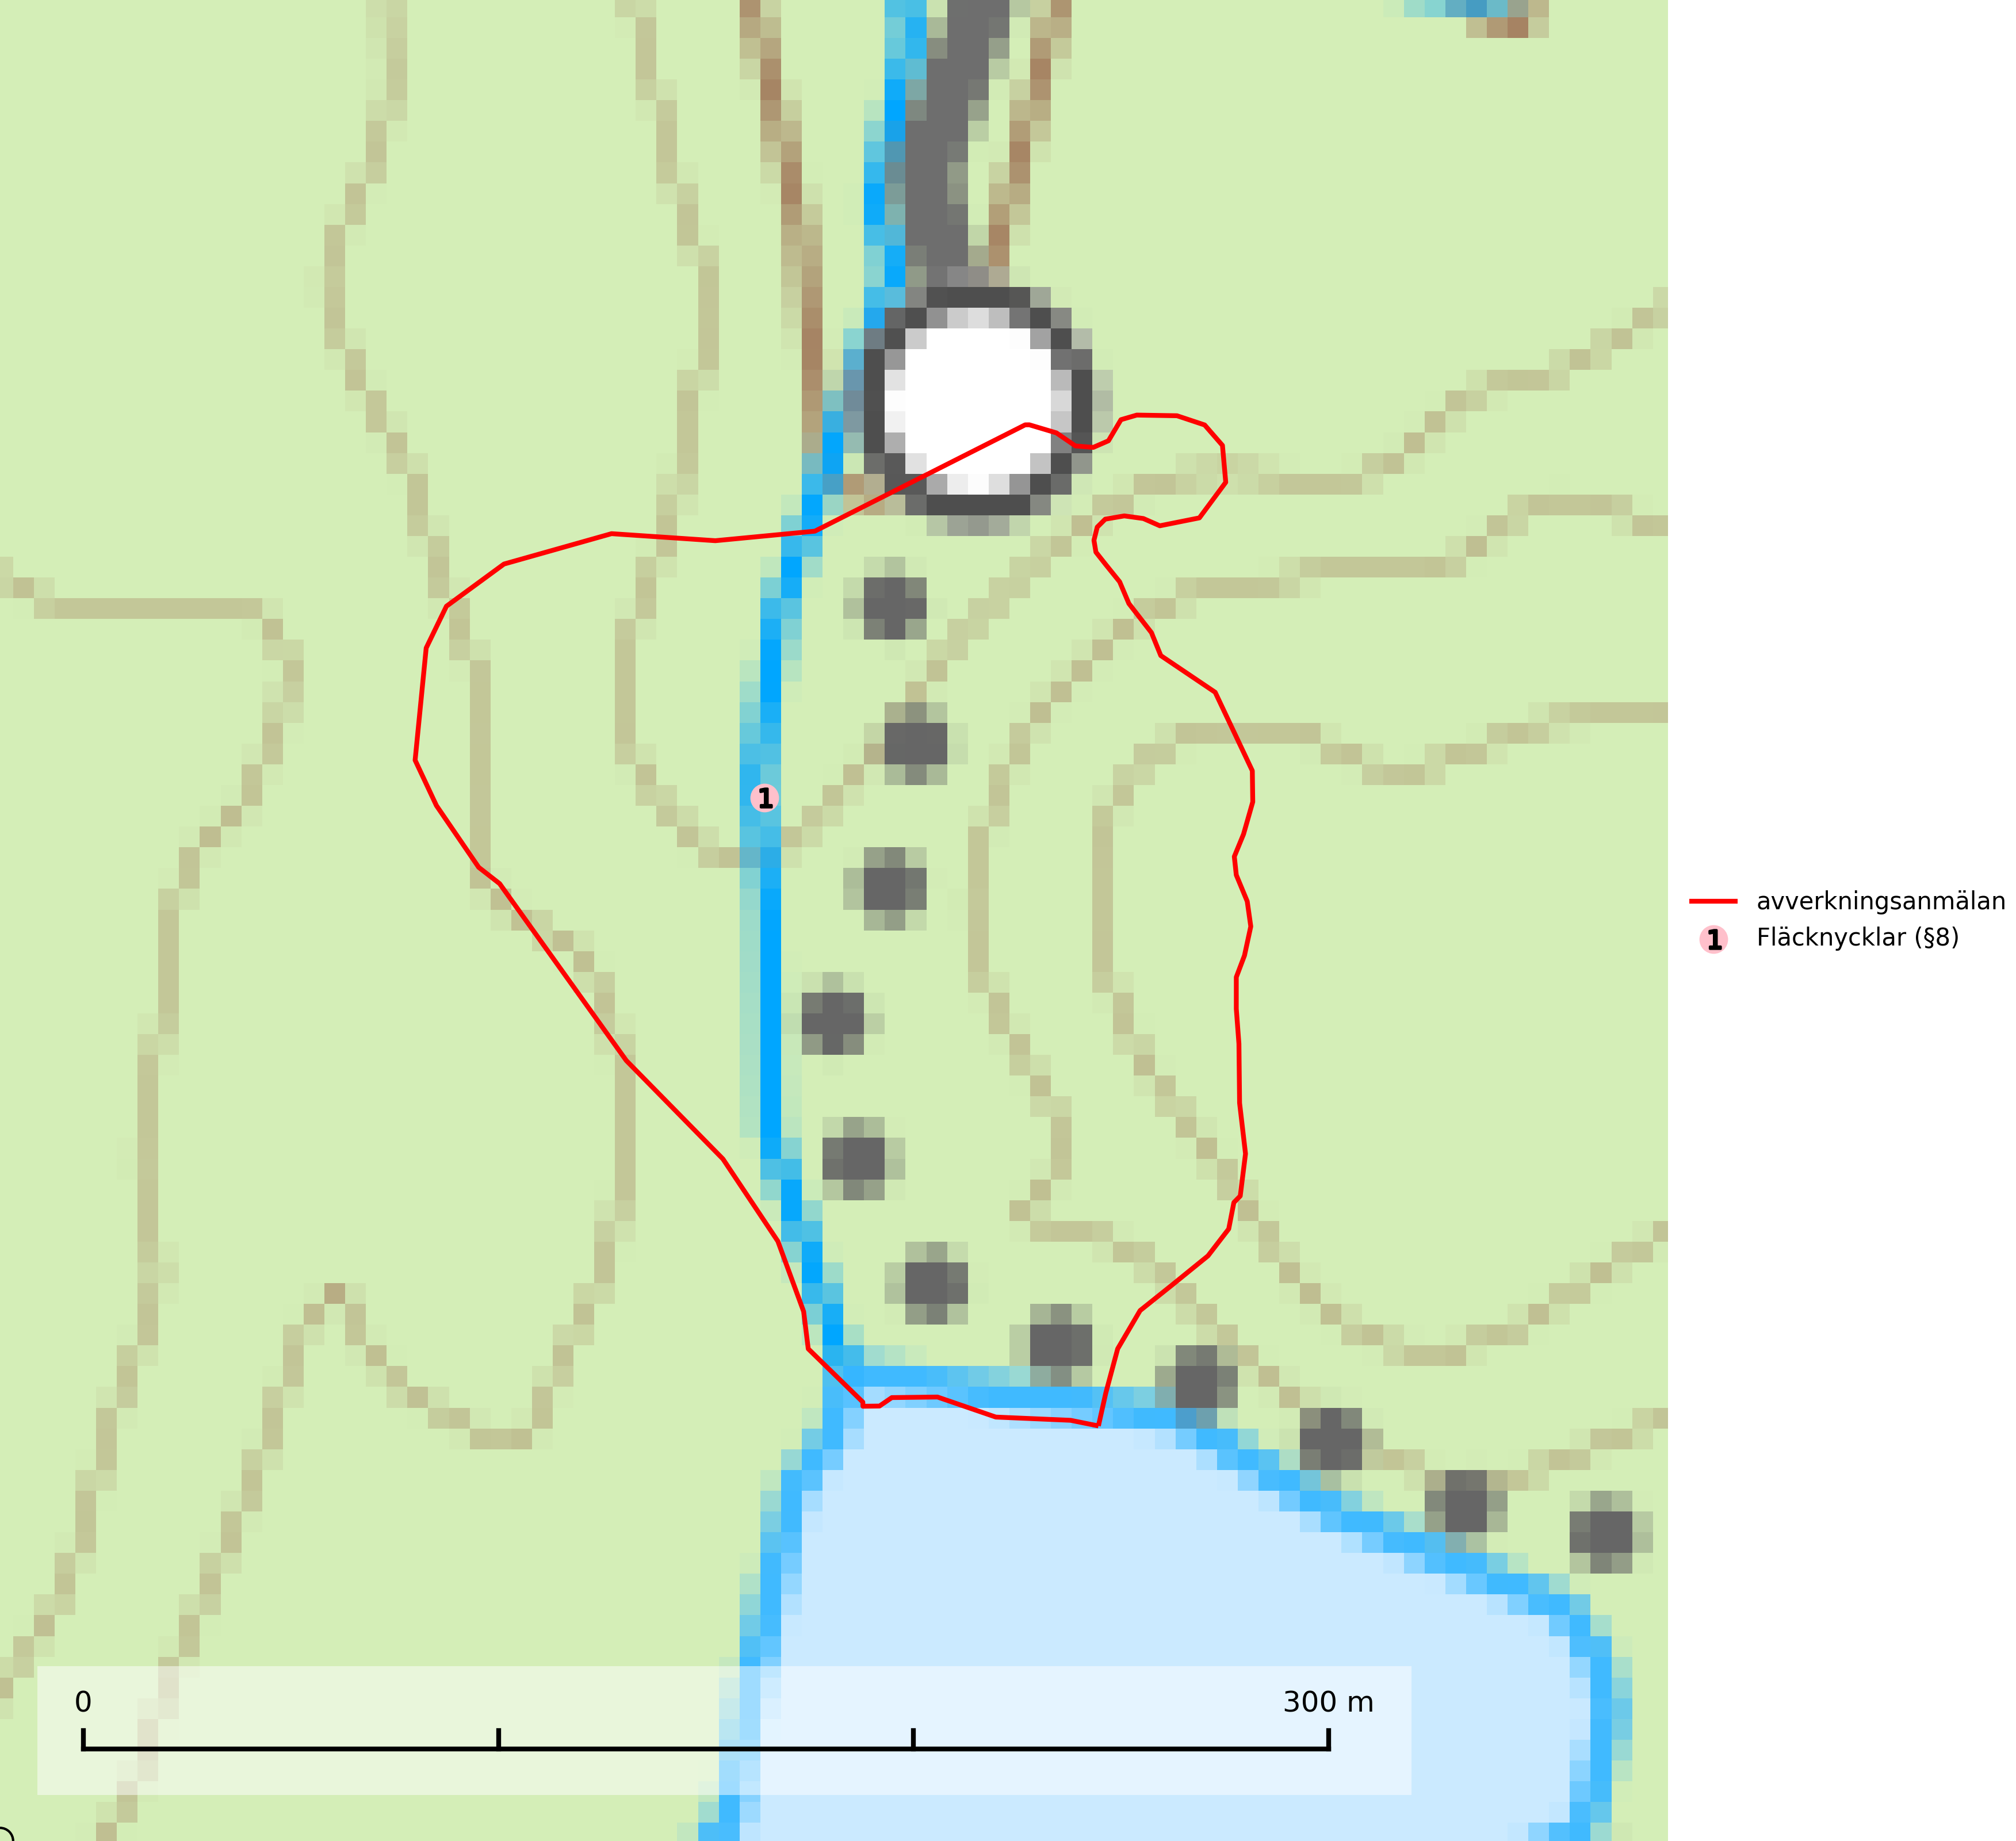 1
avverkningsanmälan
1 Fläcknycklar (§8)
0 300 m